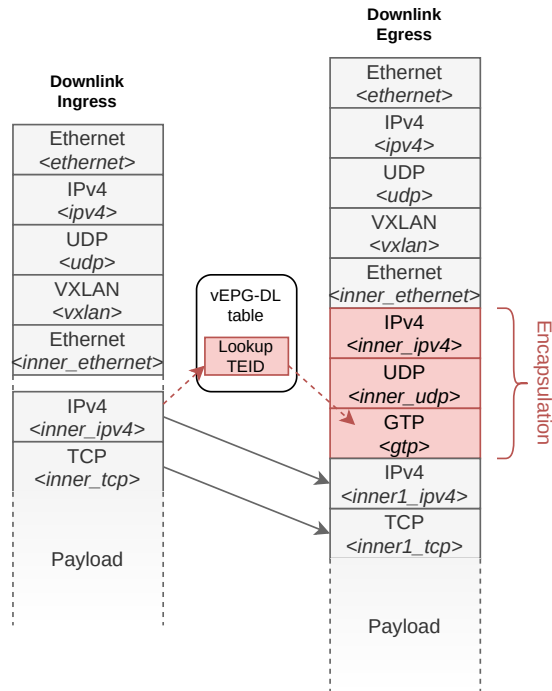 Downlink
Ingress
Ethernet
<ethernet>
IPv4
<ipv4>
UDP
<udp>
VXLAN
<vxlan>
Ethernet
<inner_ethernet>
IPv4
<inner_ipv4>
TCP
<inner_tcp>
Payload
vEPG-DL
table
Lookup
TEID
Downlink
Egress
Ethernet
<ethernet>
IPv4
<ipv4>
UDP
<udp>
VXLAN
<vxlan>
Ethernet
<inner_ethernet>
IPv4
<inner_ipv4>
UDP
<inner_udp>
GTP
<gtp>
IPv4
<inner1_ipv4>
TCP
<inner1_tcp>
Payload
Encapsulation